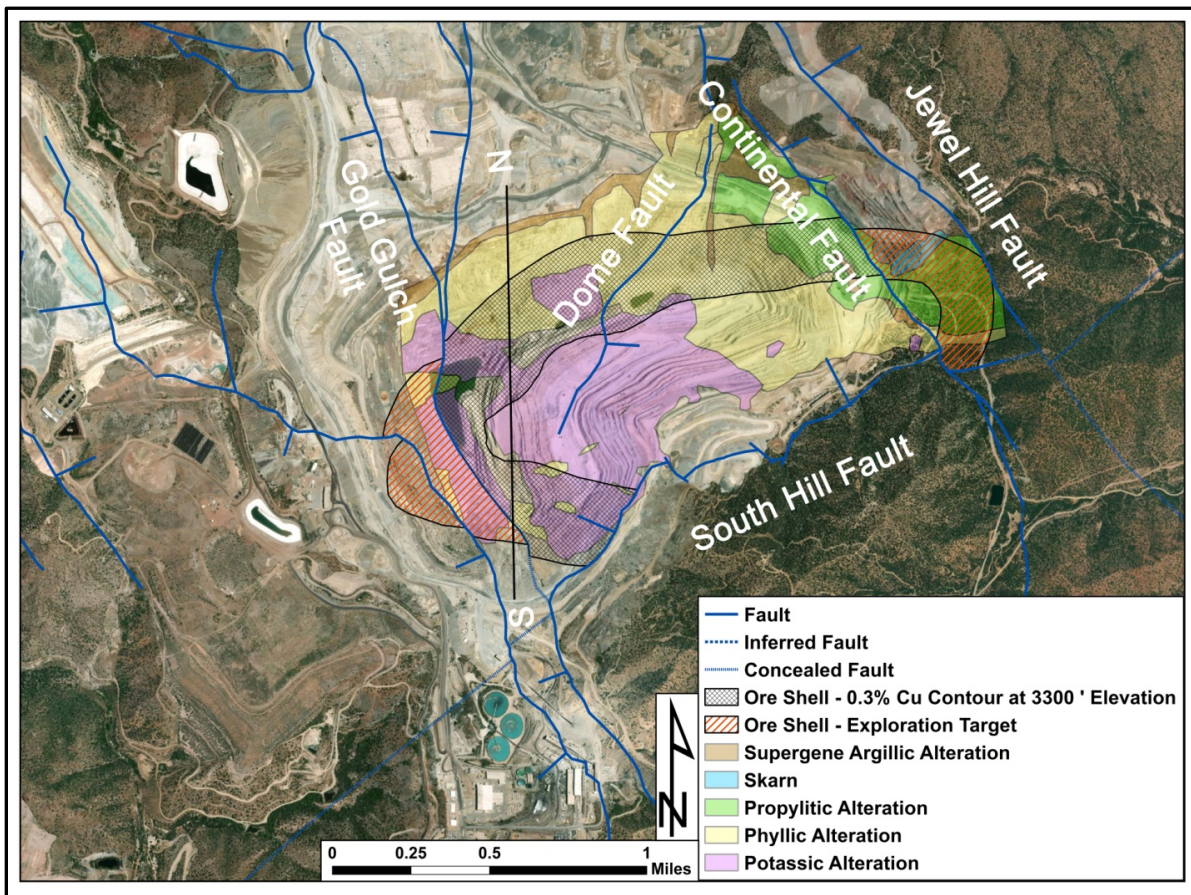 Continental Fault
Jewel Hill Fault
Gold Gulch
Fault
N
Dome Fault
South Hill Fault
S
Fault
Inferred Fault
Concealed Fault
Ore Shell - 0.3% Cu Contour at 3300 ' Elevation
Ore Shell - Exploration Target
Supergene Argillic Alteration
Skarn
Propylitic Alteration
Phyllic Alteration
Potassic Alteration
N
0 0.25 0.5 1
Miles